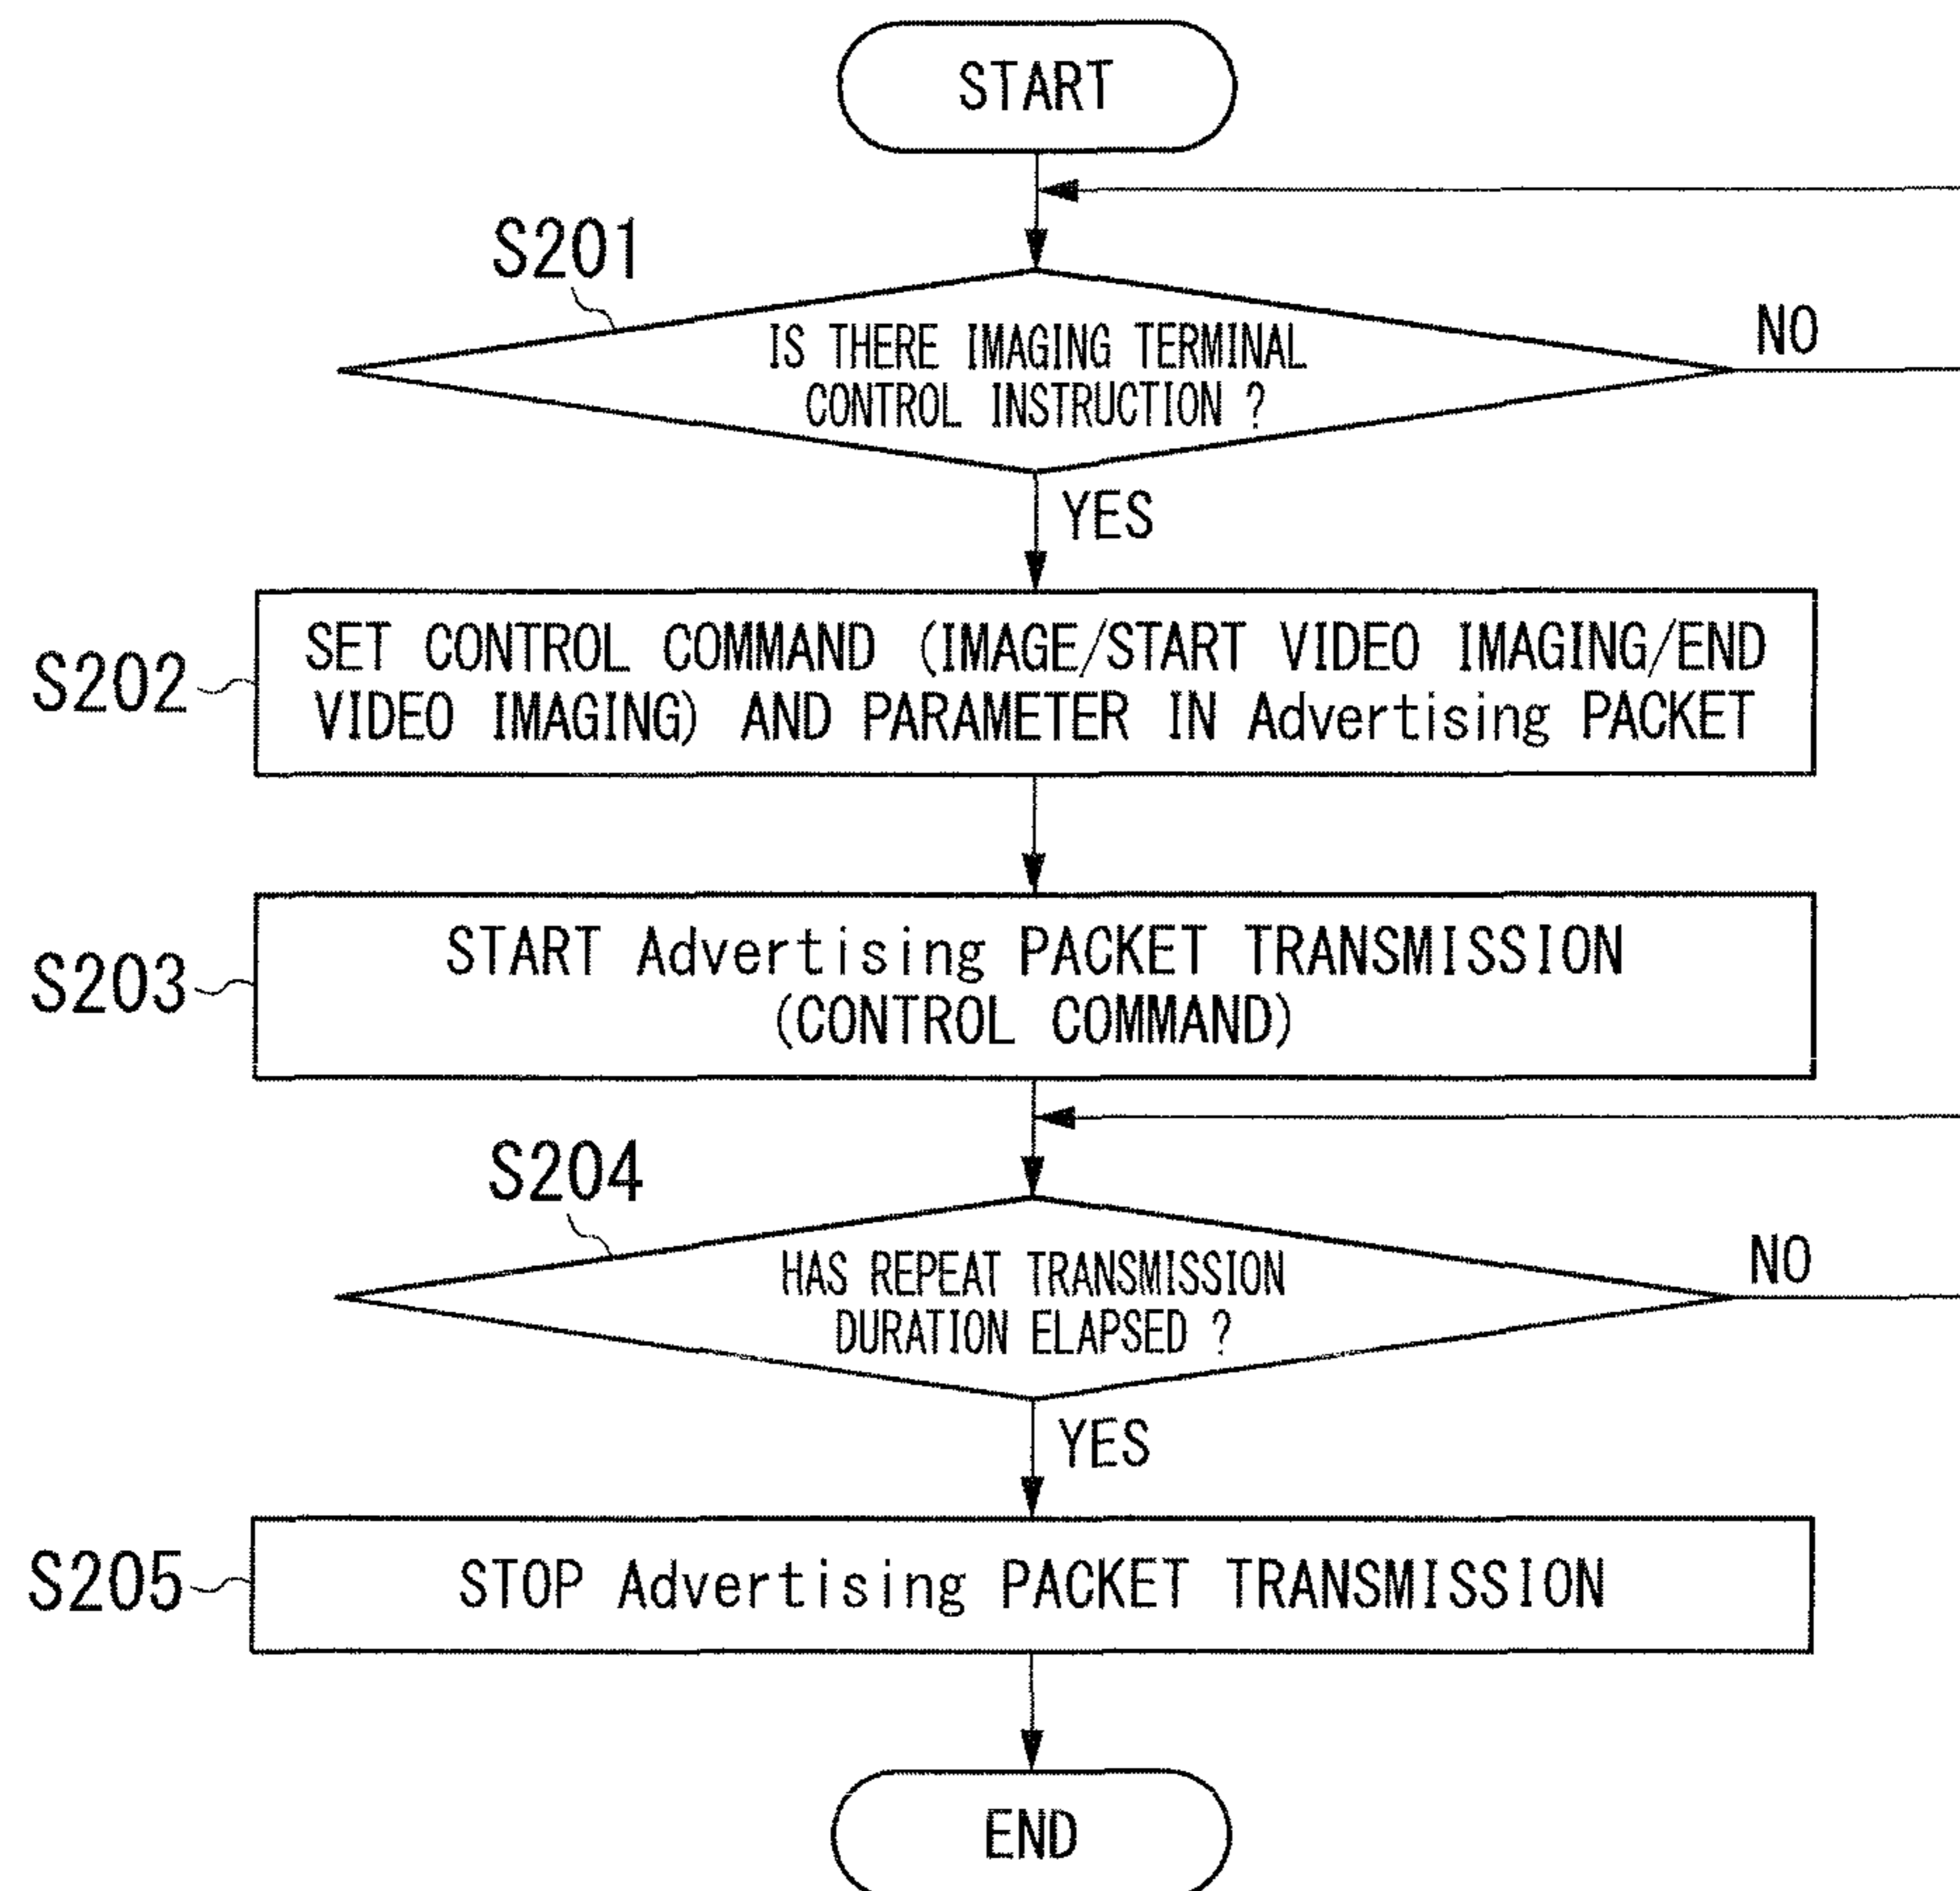 START
S201
IS THERE IMAGING TERMINAL
CONTROL INSTRUCTION ?
NO
YES
S202
SET CONTROL COMMAND (IMAGE/START VIDEO IMAGING/END
VIDEO IMAGING) AND PARAMETER IN Advertising PACKET
S203
START Advertising PACKET TRANSMISSION
(CONTROL COMMAND)
S204
HAS REPEAT TRANSMISSION
DURATION ELAPSED ?
NO
YES
S205
STOP Advertising PACKET TRANSMISSION
END